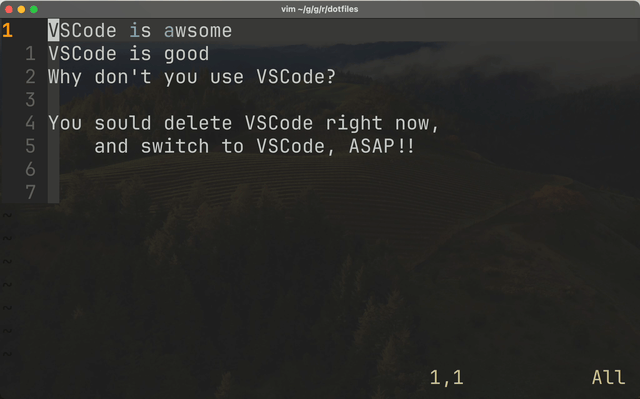 vim ~/g/g/r/dotfiles
1 VSCode is awsome
1 VSCode is good
2 Why don't you use VSCode?
3
4 You sould delete VSCode right now,
5 and switch to VSCode, ASAP!!
6
7
1,1 All